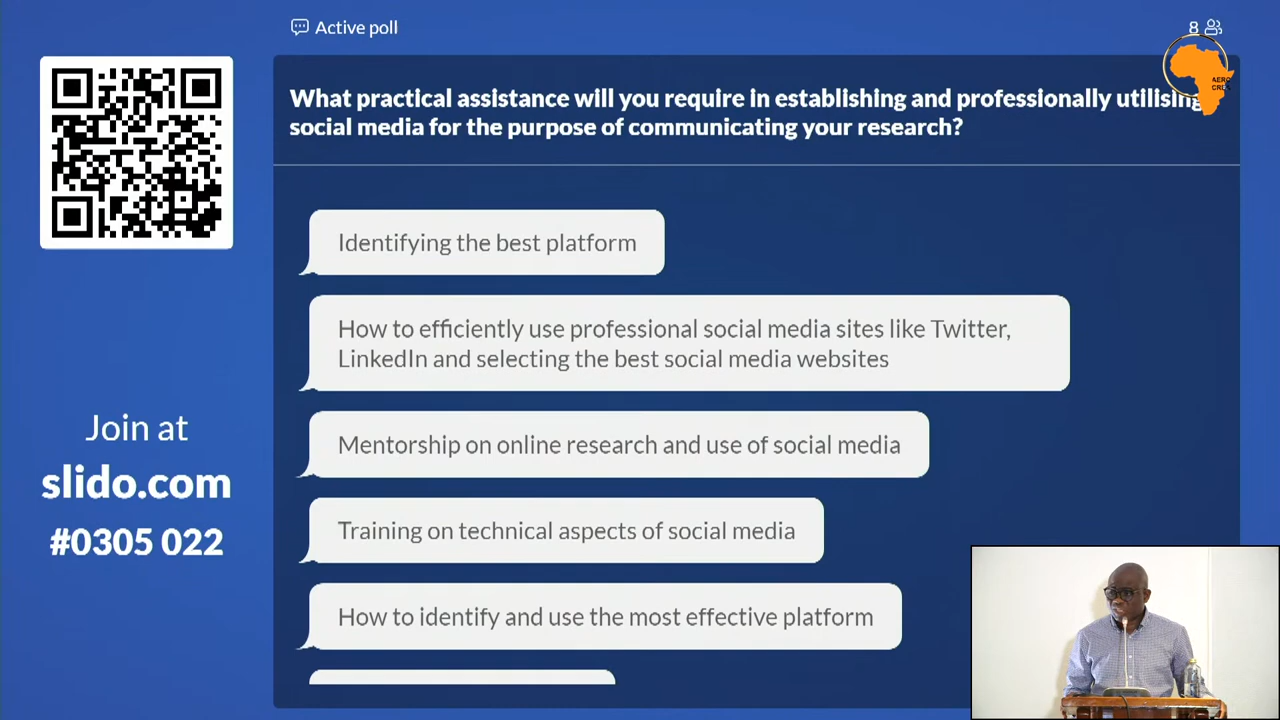 Active poll
8
AERC
What practical assistance will you require in establishing and professionally utilising
social media for the purpose of communicating your research?
Identifying the best platform
How to efficiently use professional social media sites like Twitter,
LinkedIn and selecting the best social media websites
Mentorship on online research and use of social media
Training on technical aspects of social media
How to identify and use the most effective platform
Join at
slido.com
#0305 022